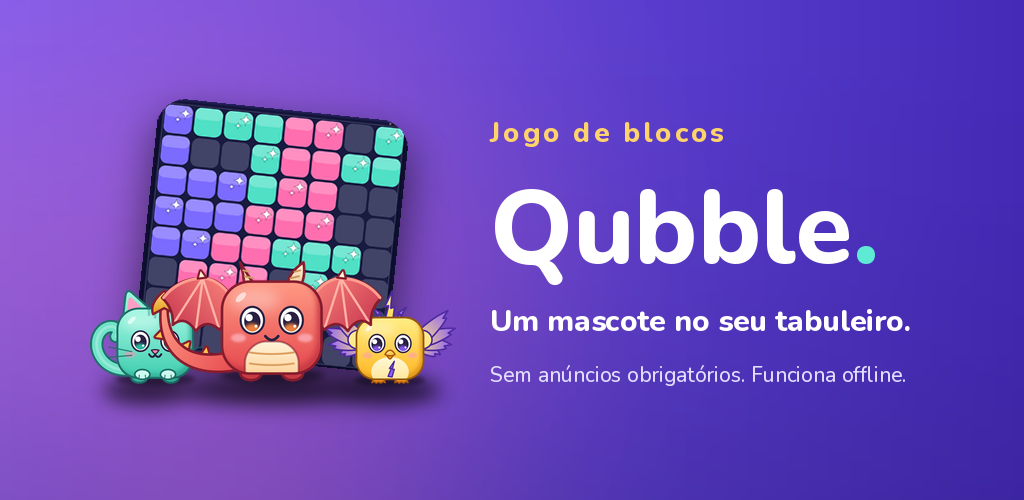 Jogo de blocos
Qubble.
Um mascote no seu tabuleiro.
Sem anúncios obrigatórios. Funciona offline.